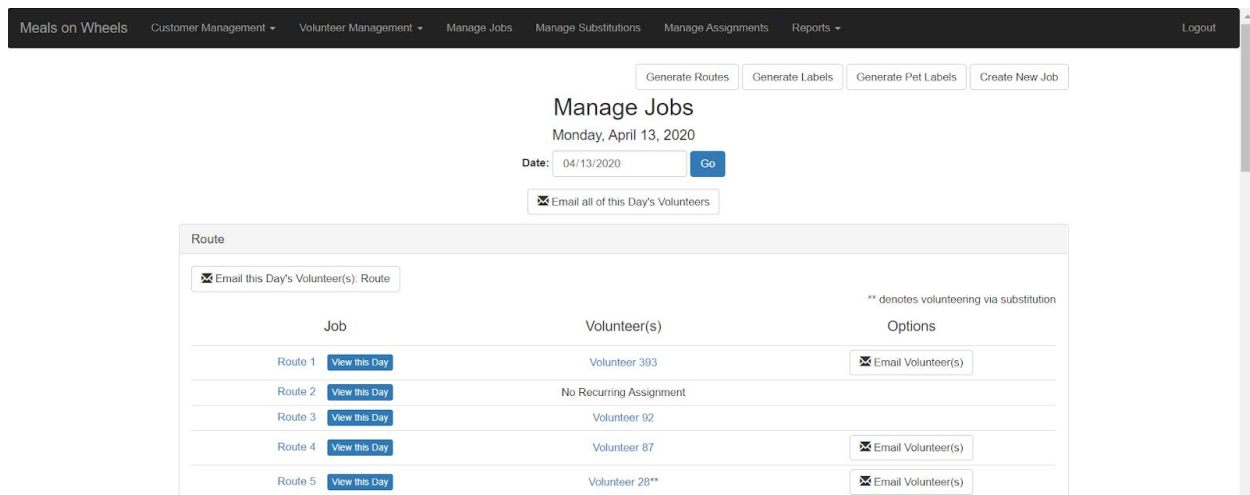 Meals on Wheels Customer Management Volunteer Management Manage Jobs Manage Substitutions Manage Assignments Reports Logout
Generate Routes Generate Labels Generate Pet Labels Create New Job
Manage Jobs
Monday, April 13, 2020
Date: 04/13/2020 Go
Email all of this Day's Volunteers
Route
Email this Day's Volunteer(s): Route
** denotes volunteering via substitution
Job Volunteer(s) Options
Route 1 View this Day Volunteer 393 Email Volunteer(s)
Route 2 View this Day No Recurring Assignment
Route 3 View this Day Volunteer 92
Route 4 View this Day Volunteer 87 Email Volunteer(s)
Route 5 View this Day Volunteer 28** Email Volunteer(s)